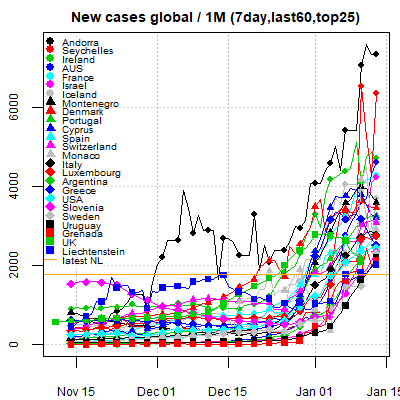 New cases global / 1M (7day,last60,top25)
Andorra
Seychelles
Ireland
AUS
France
Israel
Iceland
Montenegro
Denmark
Portugal
Cyprus
Spain
Switzerland
Monaco
Italy
Luxembourg
Argentina
Greece
USA
Slovenia
Sweden
Uruguay
Grenada
UK
Liechtenstein
latest NL
6000
4000
2000
0
Nov 15
Dec 01
Dec 15
Jan 01
Jan 15